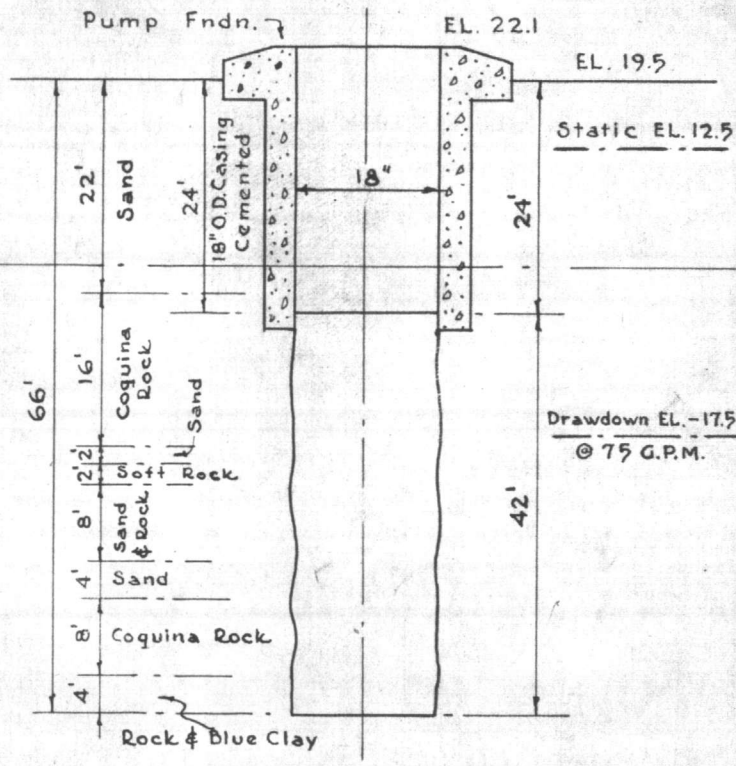 Pump Fndn.
EL. 22.1
EL. 19.5
Static EL. 12.5
22'
Sand
24'
18" O.D. Casing
Cemented
18"
24'
66'
16'
Coquina
Rock
Sand
2'
2'
Soft Rock
Drawdown EL. -17.5
@ 75 G.P.M.
8'
Sand
& Rock
42'
4'
Sand
8'
Coquina Rock
4'
Rock & Blue Clay